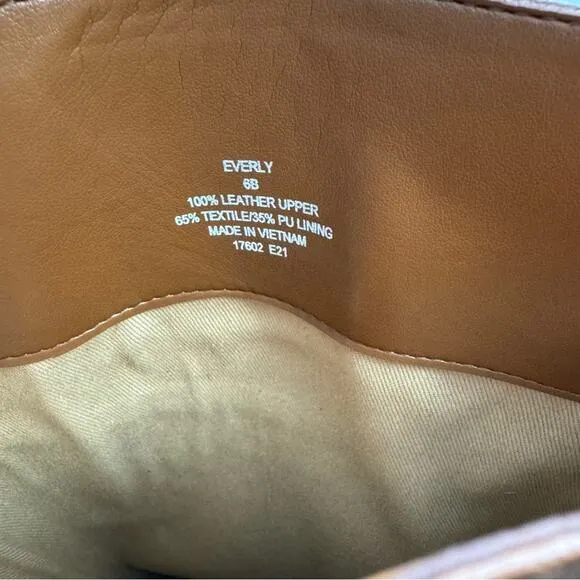 EVERLY
6B
100% LEATHER UPPER
65% TEXTILE/35% PU LINING
MADE IN VIETNAM
17602 E21